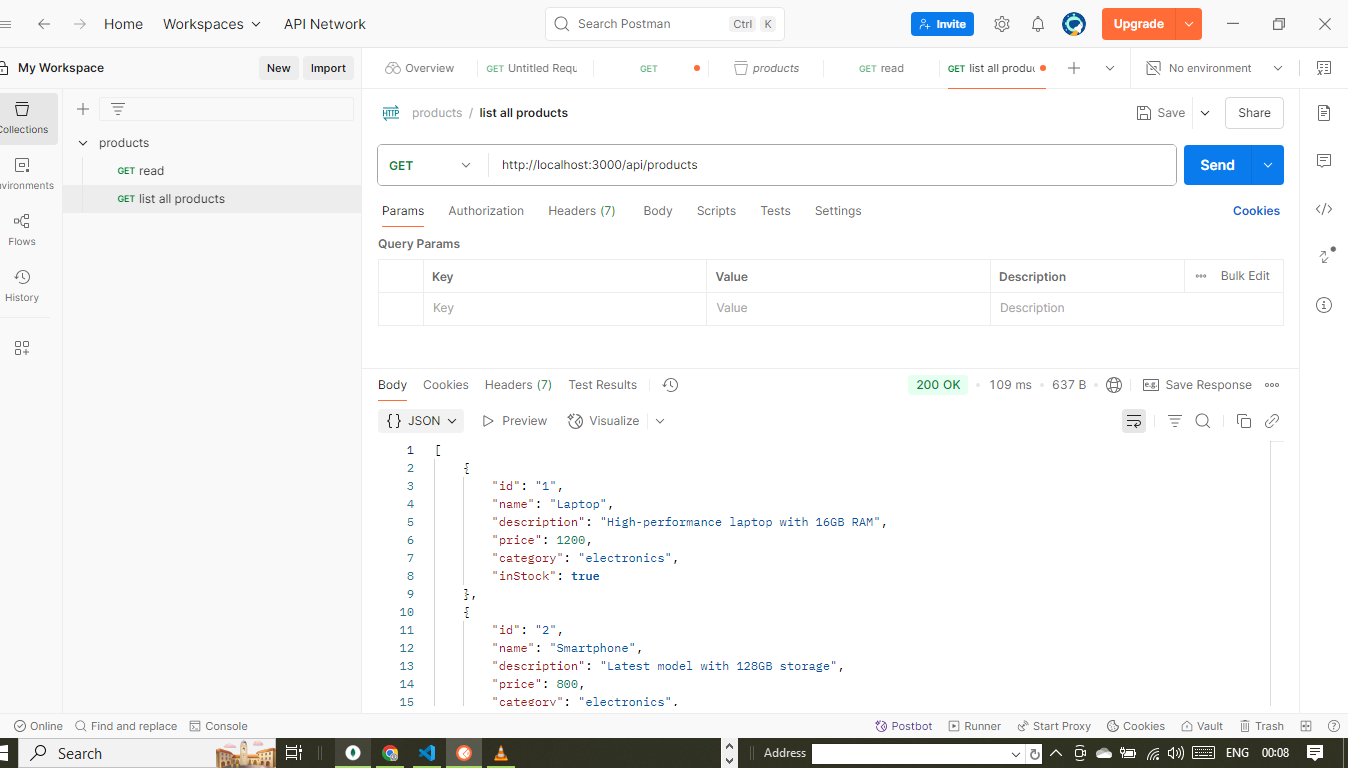 Home Workspaces API Network Search Postman Ctrl K Invite Upgrade
My Workspace New Import Overview GET Untitled Requ GET products GET read GET list all produc No environment
Collections
products
GET read
GET list all products
vironments
Flows
History
HTTP products / list all products Save Share
GET http://localhost:3000/api/products Send
Params Authorization Headers (7) Body Scripts Tests Settings Cookies
Query Params
Key Value Description Bulk Edit
Key Value Description
Body Cookies Headers (7) Test Results 200 OK 109 ms 637 B e.g. Save Response
{} JSON Preview Visualize
1 [
2 {
3 "id": "1",
4 "name": "Laptop",
5 "description": "High-performance laptop with 16GB RAM",
6 "price": 1200,
7 "category": "electronics",
8 "inStock": true
9 },
10 {
11 "id": "2",
12 "name": "Smartphone",
13 "description": "Latest model with 128GB storage",
14 "price": 800,
15 "category": "electronics",
Online Find and replace Console Postbot Runner Start Proxy Cookies Vault Trash
Search Address ENG 00:08